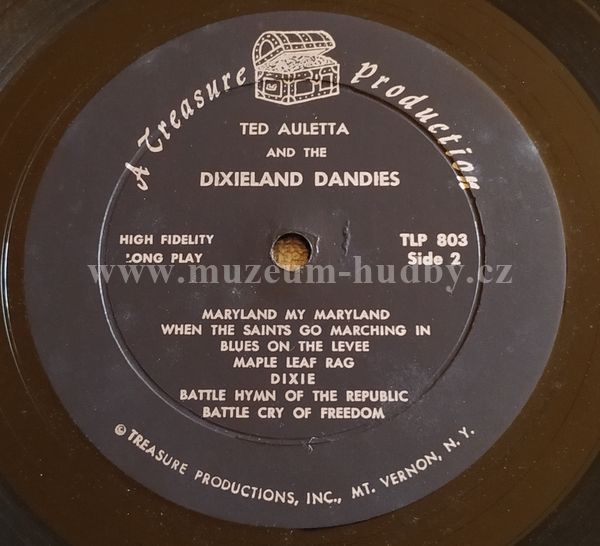 A Treasure Production
TED AULETTA
AND THE
DIXIELAND DANDIES
HIGH FIDELITY
LONG PLAY
TLP 803
Side 2
www.muzeum-hudby.cz
MARYLAND MY MARYLAND
WHEN THE SAINTS GO MARCHING IN
BLUES ON THE LEVEE
MAPLE LEAF RAG
DIXIE
BATTLE HYMN OF THE REPUBLIC
BATTLE CRY OF FREEDOM
© TREASURE PRODUCTIONS, INC., MT. VERNON, N. Y.